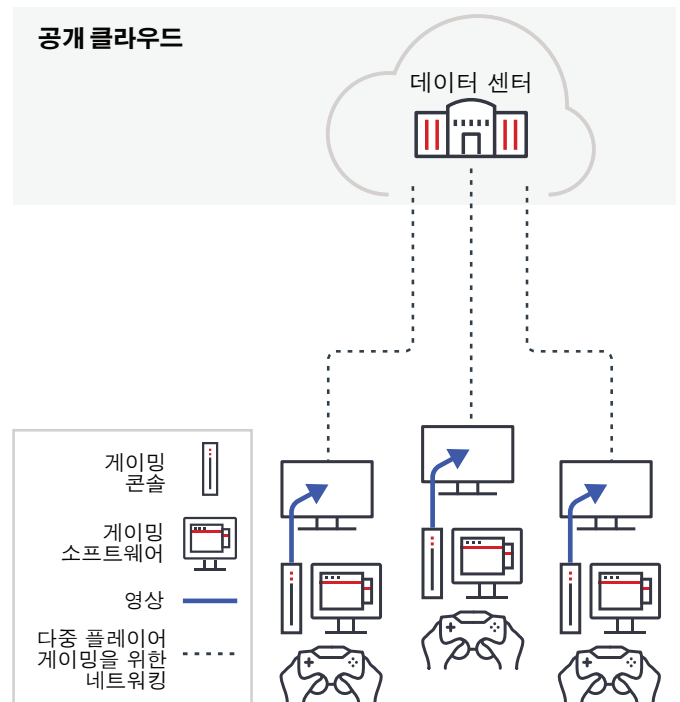 공개 클라우드
데이터 센터
게이밍
콘솔
게이밍
소프트웨어
영상
다중 플레이어
게이밍을 위한
네트워킹